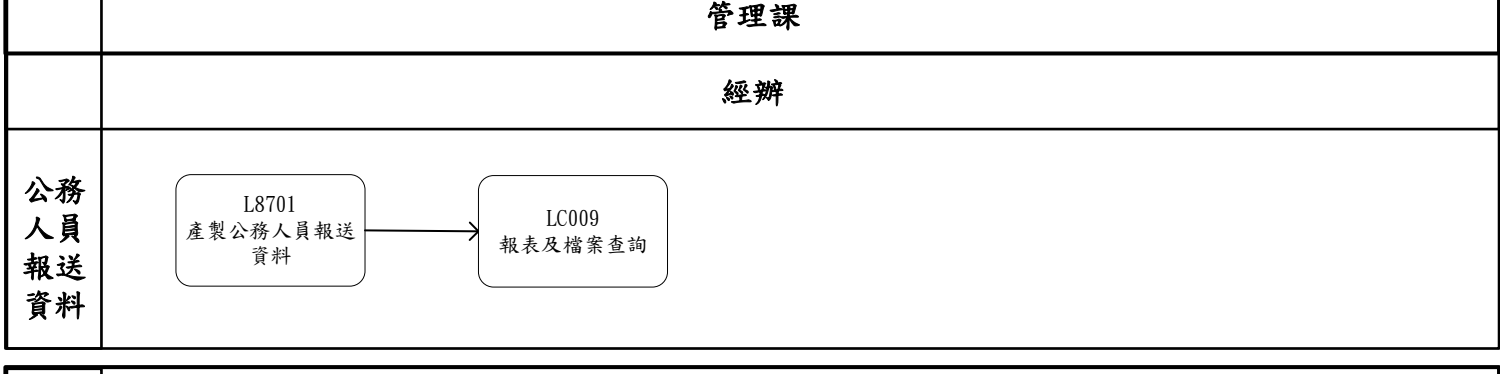 管理課
經辦
公務
人員
報送
資料
L8701
產製公務人員報送
資料
LC009
報表及檔案查詢